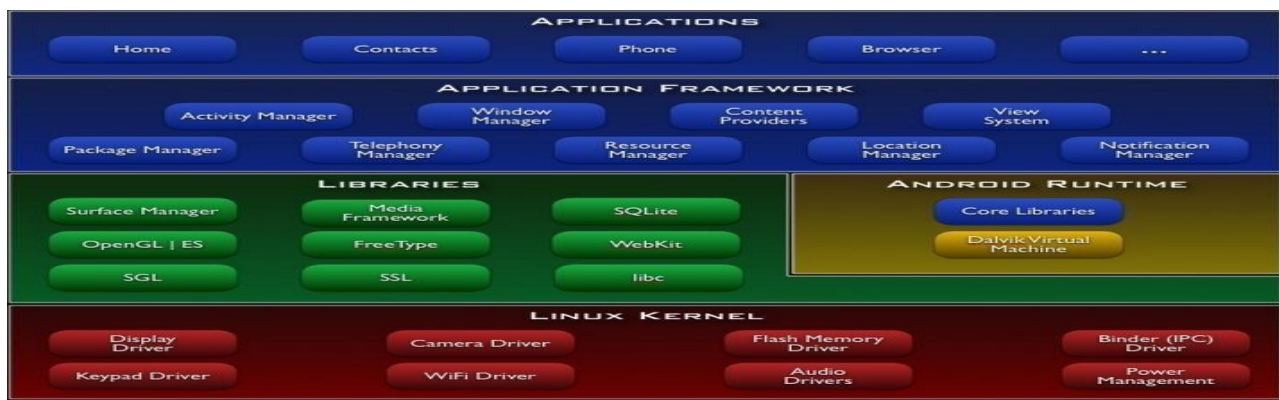 APPLICATIONS
Home
Contacts
Phone
Browser
...
APPLICATION FRAMEWORK
Activity Manager
Window
Manager
Content
Providers
View
System
Package Manager
Telephony
Manager
Resource
Manager
Location
Manager
Notification
Manager
LIBRARIES
Surface Manager
Media
Framework
SQLite
OpenGL | ES
FreeType
WebKit
SGL
SSL
libc
ANDROID RUNTIME
Core Libraries
Dalvik Virtual
Machine
LINUX KERNEL
Display
Driver
Camera Driver
Flash Memory
Driver
Binder (IPC)
Driver
Keypad Driver
WiFi Driver
Audio
Drivers
Power
Management